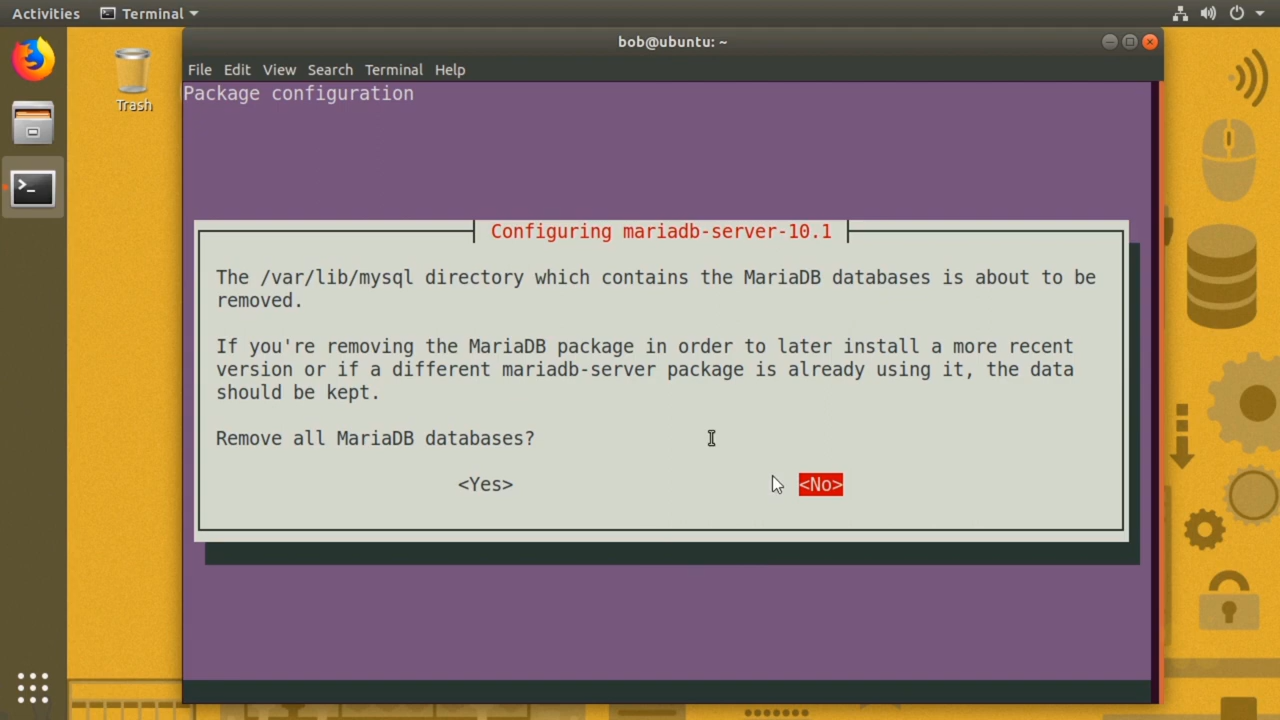 Activities
Terminal
bob@ubuntu: ~
File Edit View Search Terminal Help
Trash
Package configuration
Configuring mariadb-server-10.1
The /var/lib/mysql directory which contains the MariaDB databases is about to be
removed.
If you're removing the MariaDB package in order to later install a more recent
version or if a different mariadb-server package is already using it, the data
should be kept.
Remove all MariaDB databases?
<Yes> <No>